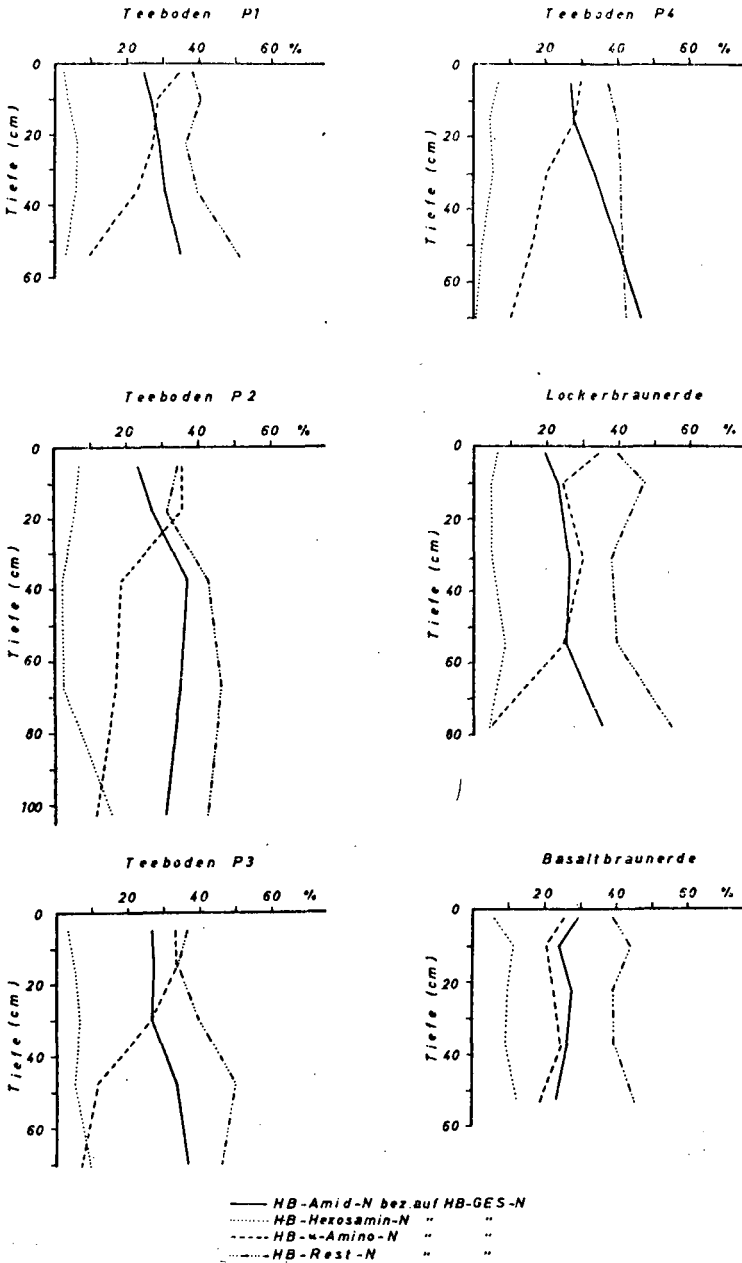 Teeboden P1
20 40 60 %
0
20
40
60
Tiefe (cm)
Teeboden P4
20 40 60 %
0
20
40
60
Tiefe (cm)
Teeboden P2
20 40 60 %
0
20
40
60
80
100
Tiefe (cm)
Lockerbraunerde
20 40 60 %
0
20
40
60
80
Tiefe (cm)
Teeboden P3
20 40 60 %
0
20
40
60
Tiefe (cm)
Basaltbraunerde
20 40 60 %
0
20
40
60
Tiefe (cm)
HB-Amid-N bez.auf HB-GES-N
HB-Hexosamin-N " "
HB-α-Amino-N " "
HB-Rest-N " "